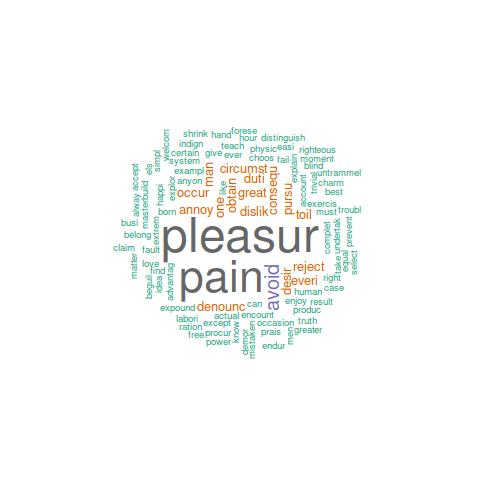 shrink hand forese
hour distinguish
indign teach
welcom
certain give ever physic easi
choos fail
righteous
moment
simpl
system
exampl
man
circumst
explain
blind
untrammel
els
anyon
like
duti
consequ
trivial
charm
accept
alway
masterbuild
happi
explor
occur
one
obtain
great
pursu
account
best
exercis
busi
born annoy
dislik
toil
must troubl
belong
extrem
fault
pleasur
complet
undertak
prevent
claim
matter
love
find
pain
avoid
desir
reject
everi
take
equal
select
right
beguil
idea
advantag
human case
enjoy result
expound denounc can
produc
labori
actual encount
ration except
occasion truth
free procur
know
demor
mistaken
prais
men
greater
power
endur